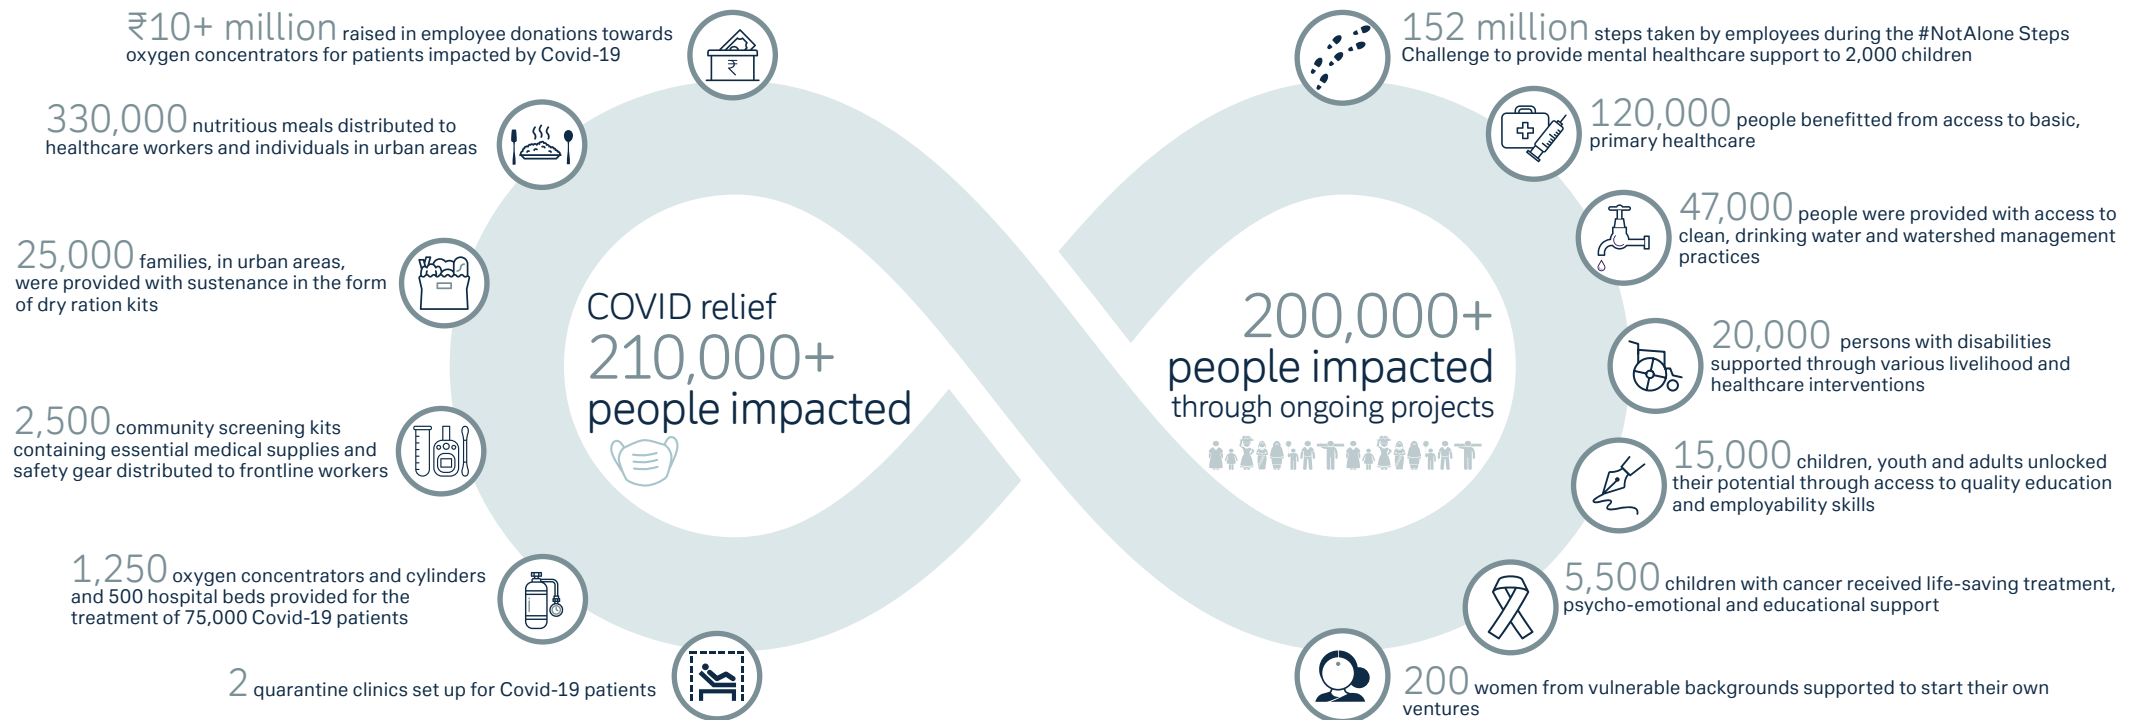 ₹10+ million raised in employee donations towards
oxygen concentrators for patients impacted by Covid-19
330,000 nutritious meals distributed to
healthcare workers and individuals in urban areas
25,000 families, in urban areas,
were provided with sustenance in the form
of dry ration kits
2,500 community screening kits
containing essential medical supplies and
safety gear distributed to frontline workers
1,250 oxygen concentrators and cylinders
and 500 hospital beds provided for the
treatment of 75,000 Covid-19 patients
2 quarantine clinics set up for Covid-19 patients
₹
COVID relief
210,000+
people impacted
200,000+
people impacted
through ongoing projects
152 million steps taken by employees during the #NotAlone Steps
Challenge to provide mental healthcare support to 2,000 children
120,000 people benefitted from access to basic,
primary healthcare
47,000 people were provided with access to
clean, drinking water and watershed management
practices
20,000 persons with disabilities
supported through various livelihood and
healthcare interventions
15,000 children, youth and adults unlocked
their potential through access to quality education
and employability skills
5,500 children with cancer received life-saving treatment,
psycho-emotional and educational support
200 women from vulnerable backgrounds supported to start their own
ventures